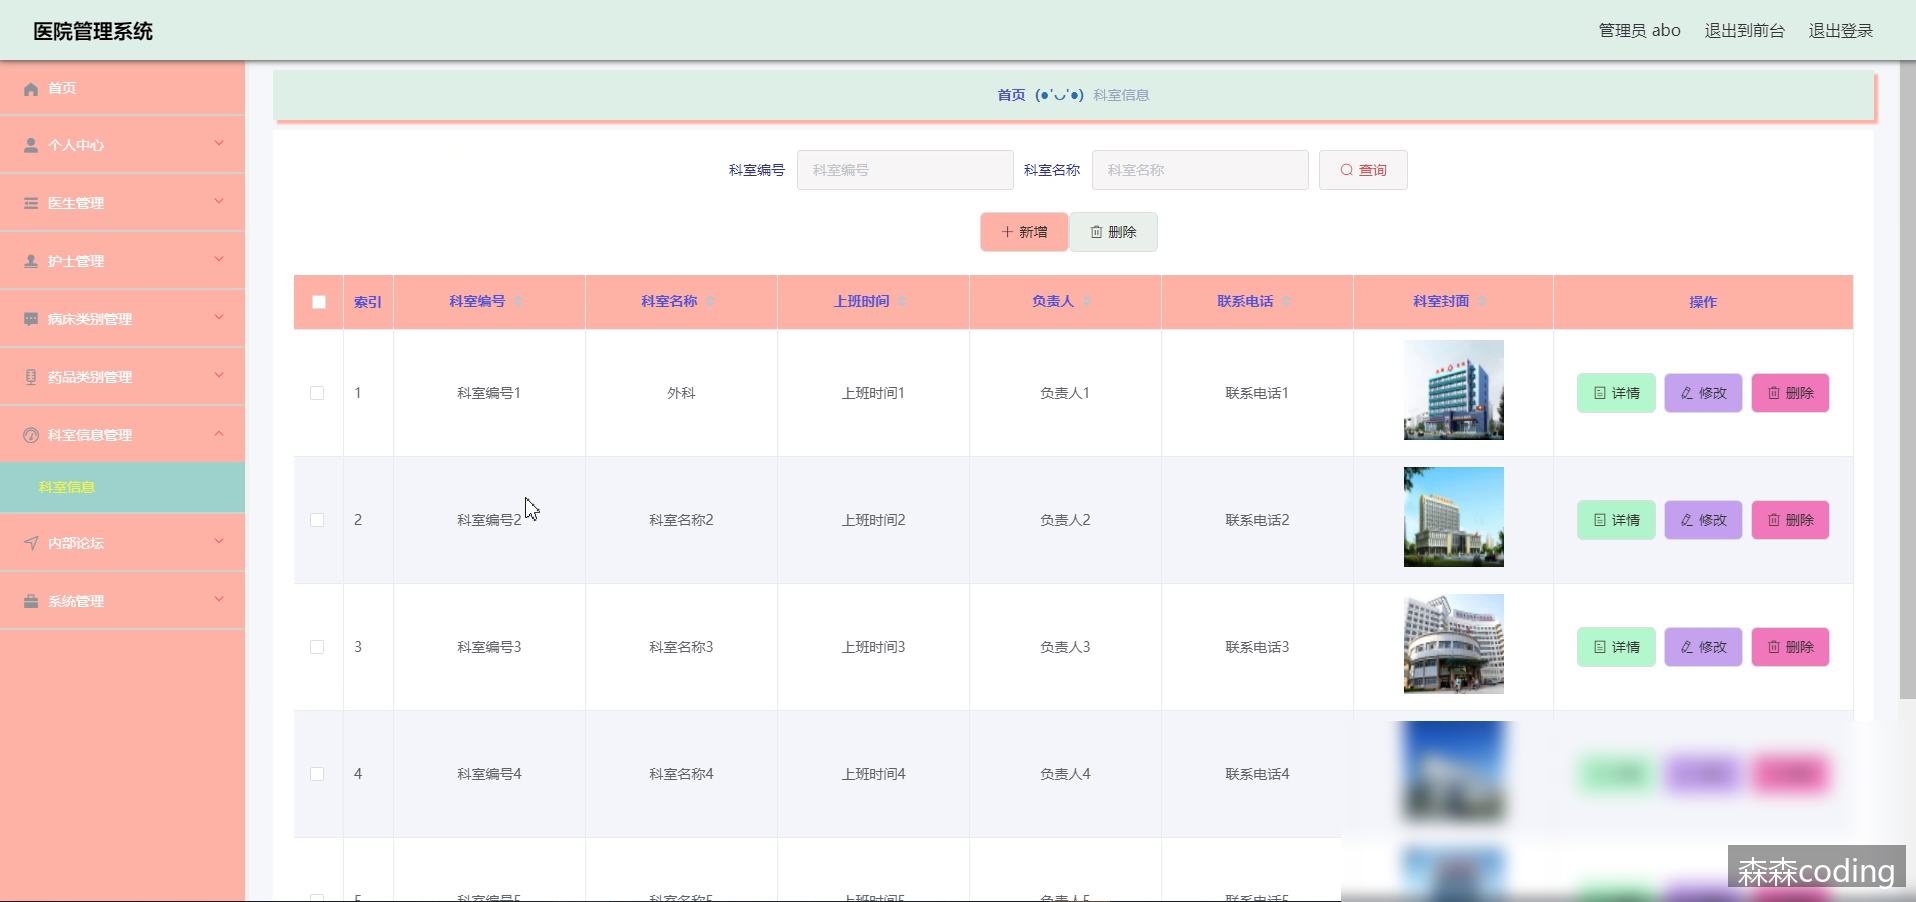 医院管理系统 管理员 abo 退出到前台 退出登录
首页
个人中心
医生管理
护士管理
病床类别管理
药品类别管理
科室信息管理
科室信息
内部论坛
系统管理
首页 (●'◡'●) 科室信息
科室编号 科室编号 科室名称 科室名称 查询
新增 删除
索引 科室编号 科室名称 上班时间 负责人 联系电话 科室封面 操作
1 科室编号1 外科 上班时间1 负责人1 联系电话1 详情 修改 删除
2 科室编号2 科室名称2 上班时间2 负责人2 联系电话2 详情 修改 删除
3 科室编号3 科室名称3 上班时间3 负责人3 联系电话3 详情 修改 删除
4 科室编号4 科室名称4 上班时间4 负责人4 联系电话4
5 科室编号5 科室名称5 上班时间5 负责人5 联系电话5
森森coding